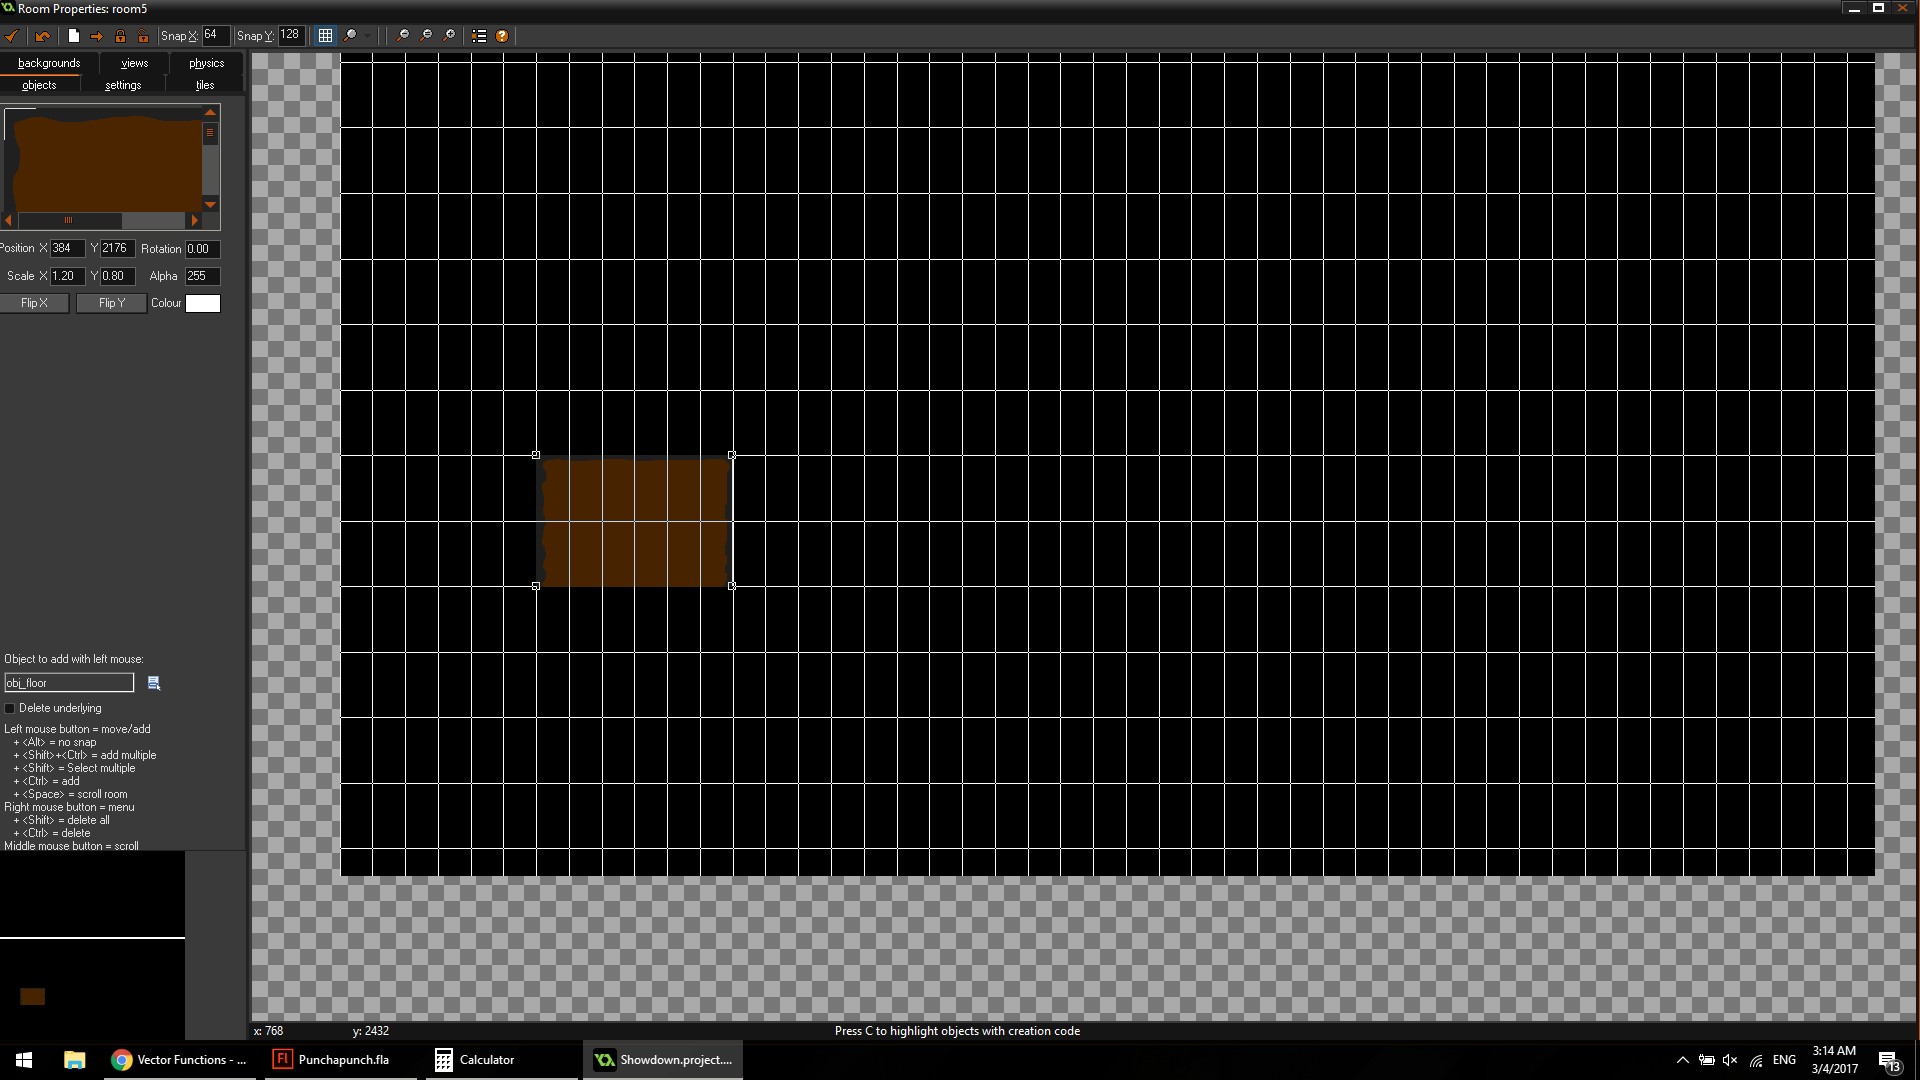 Room Properties: room5
Snap X: 64 Snap Y: 128
backgrounds views physics
objects settings tiles
Position X 384 Y 2176 Rotation 0.00
Scale X 1.20 Y 0.80 Alpha 255
Flip X Flip Y Colour
Object to add with left mouse:
obj_floor
Delete underlying
Left mouse button = move/add
+ <Alt> = no snap
+ <Shift>+<Ctrl> = add multiple
+ <Shift> = Select multiple
+ <Ctrl> = add
+ <Space> = scroll room
Right mouse button = menu
+ <Shift> = delete all
+ <Ctrl> = delete
Middle mouse button = scroll
x: 768 y: 2432 Press C to highlight objects with creation code
Vector Functions - ... Fl Punchapunch.fla Calculator Showdown.project.... ENG 3:14 AM
3/4/2017 13